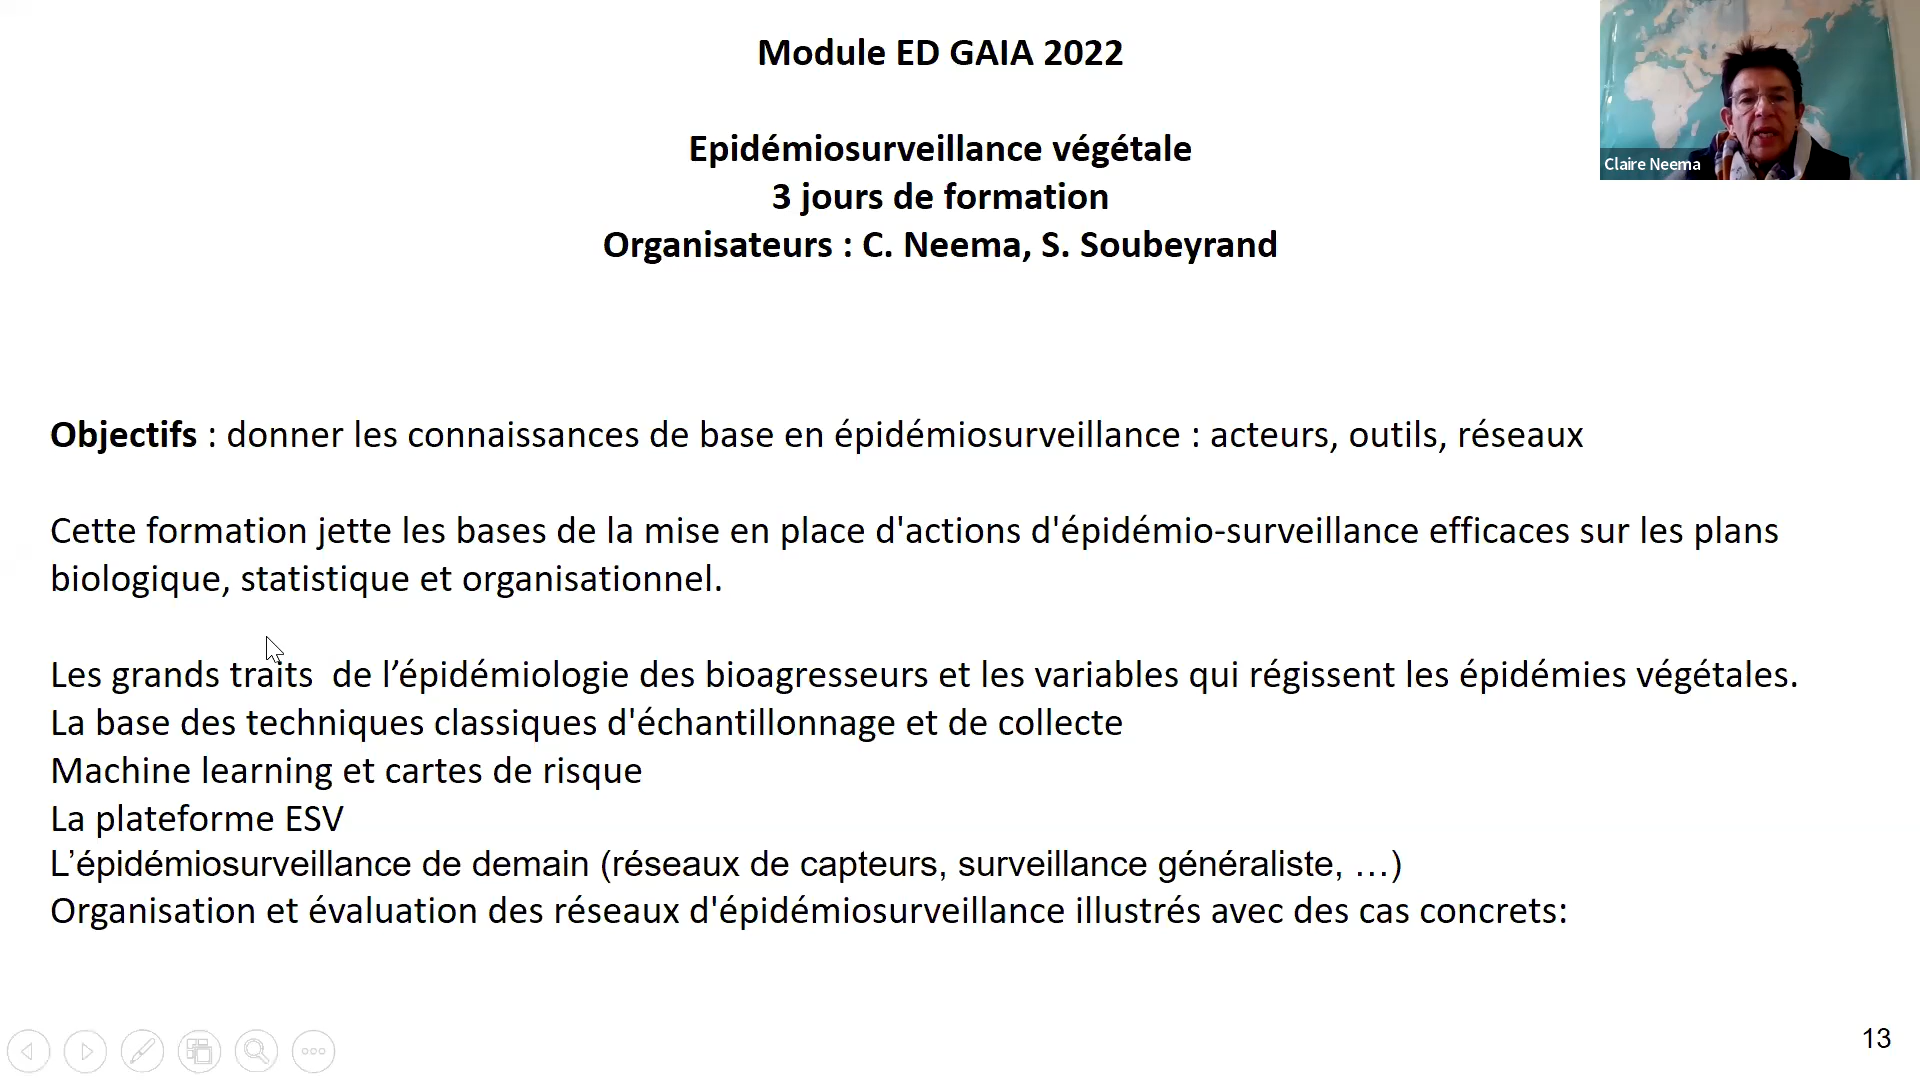 Module ED GAIA 2022
Epidémiosurveillance végétale
3 jours de formation
Organisateurs : C. Neema, S. Soubeyrand
Claire Neema
Objectifs : donner les connaissances de base en épidémiosurveillance : acteurs, outils, réseaux
Cette formation jette les bases de la mise en place d'actions d'épidémio-surveillance efficaces sur les plans
biologique, statistique et organisationnel.
Les grands traits  de l’épidémiologie des bioagresseurs et les variables qui régissent les épidémies végétales.
La base des techniques classiques d'échantillonnage et de collecte
Machine learning et cartes de risque
La plateforme ESV
L’épidémiosurveillance de demain (réseaux de capteurs, surveillance généraliste, …)
Organisation et évaluation des réseaux d'épidémiosurveillance illustrés avec des cas concrets:
13